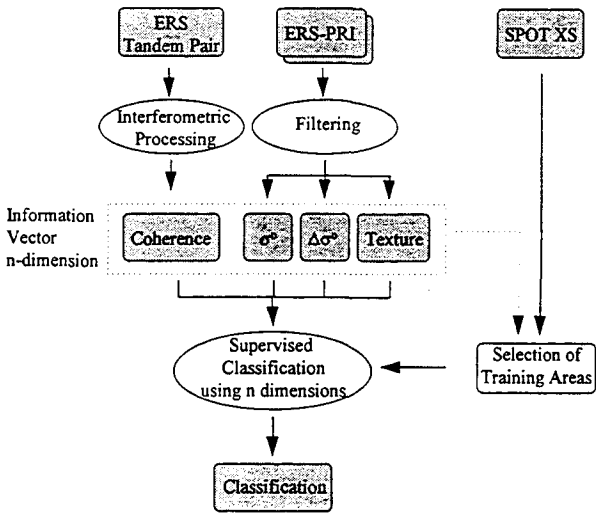 ERS
Tandem Pair
ERS-PRI
SPOT XS
Interferometric
Processing
Filtering
Information
Vector
n-dimension
Coherence
σ°
Δσ°
Texture
Supervised
Classification
using n dimensions
Selection of
Training Areas
Classification